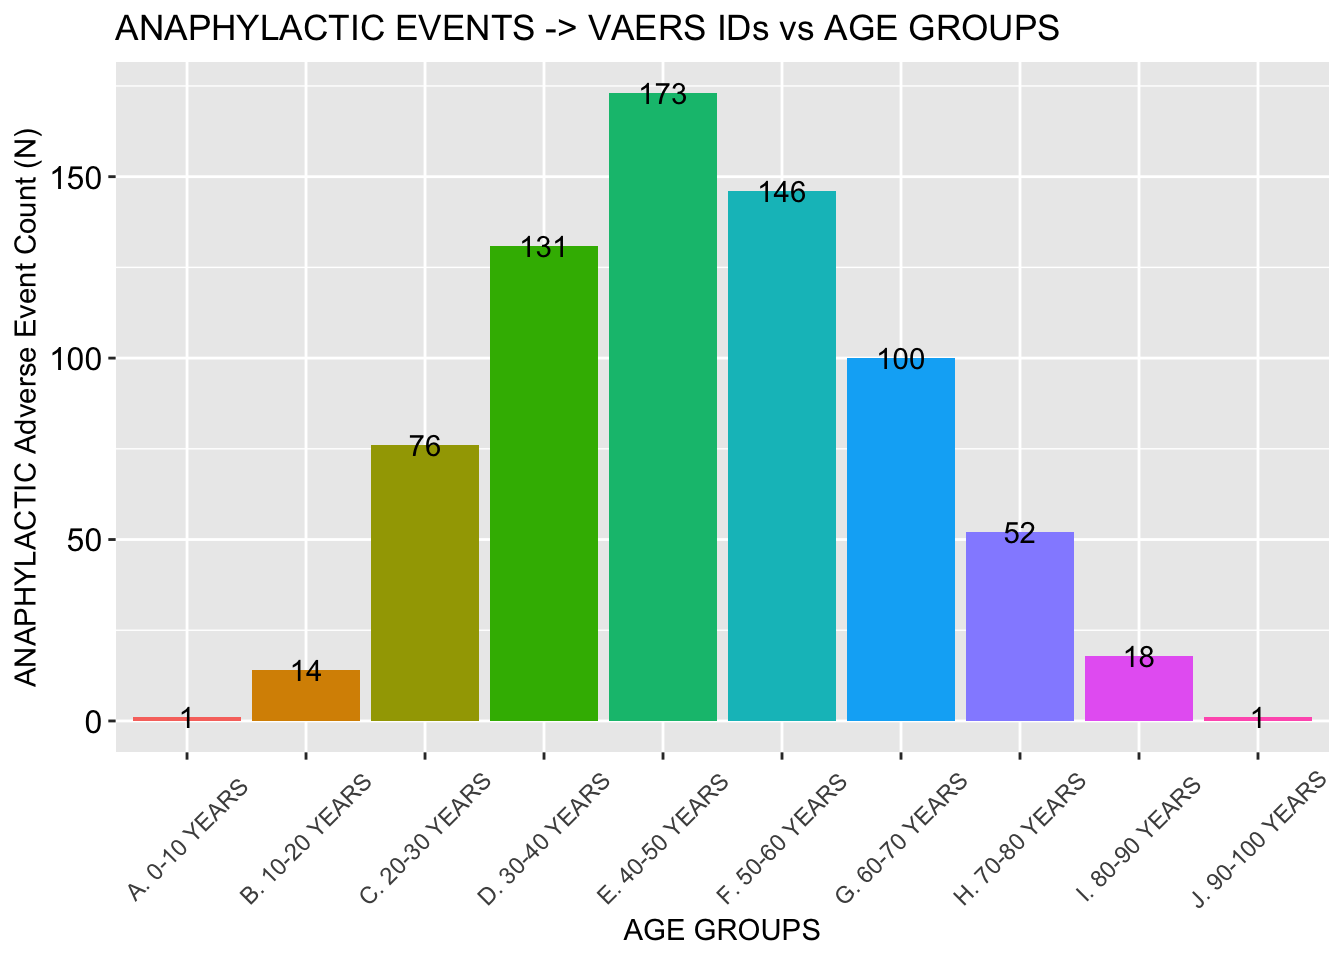 ANAPHYLACTIC EVENTS -> VAERS IDs vs AGE GROUPS
ANAPHYLACTIC Adverse Event Count (N)
150
100
50
0
1
14
76
131
173
146
100
52
18
1
A. 0-10 YEARS
B. 10-20 YEARS
C. 20-30 YEARS
D. 30-40 YEARS
E. 40-50 YEARS
F. 50-60 YEARS
G. 60-70 YEARS
H. 70-80 YEARS
I. 80-90 YEARS
J. 90-100 YEARS
AGE GROUPS